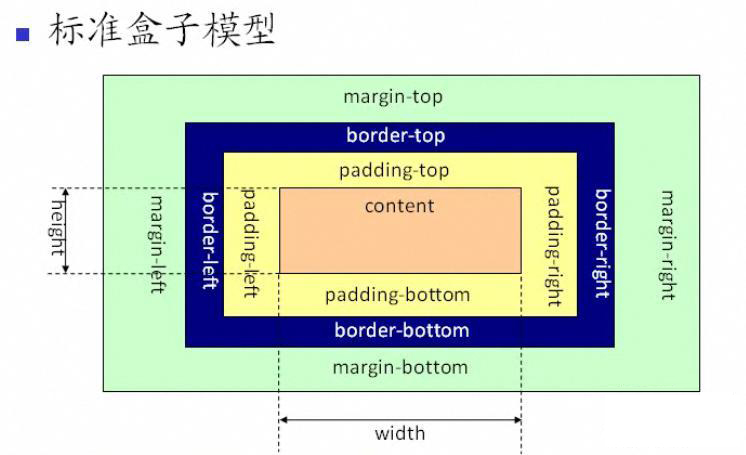 标准盒子模型
margin-top
border-top
padding-top
content
height
margin-left
border-left
padding-left
padding-right
border-right
margin-right
padding-bottom
border-bottom
margin-bottom
width